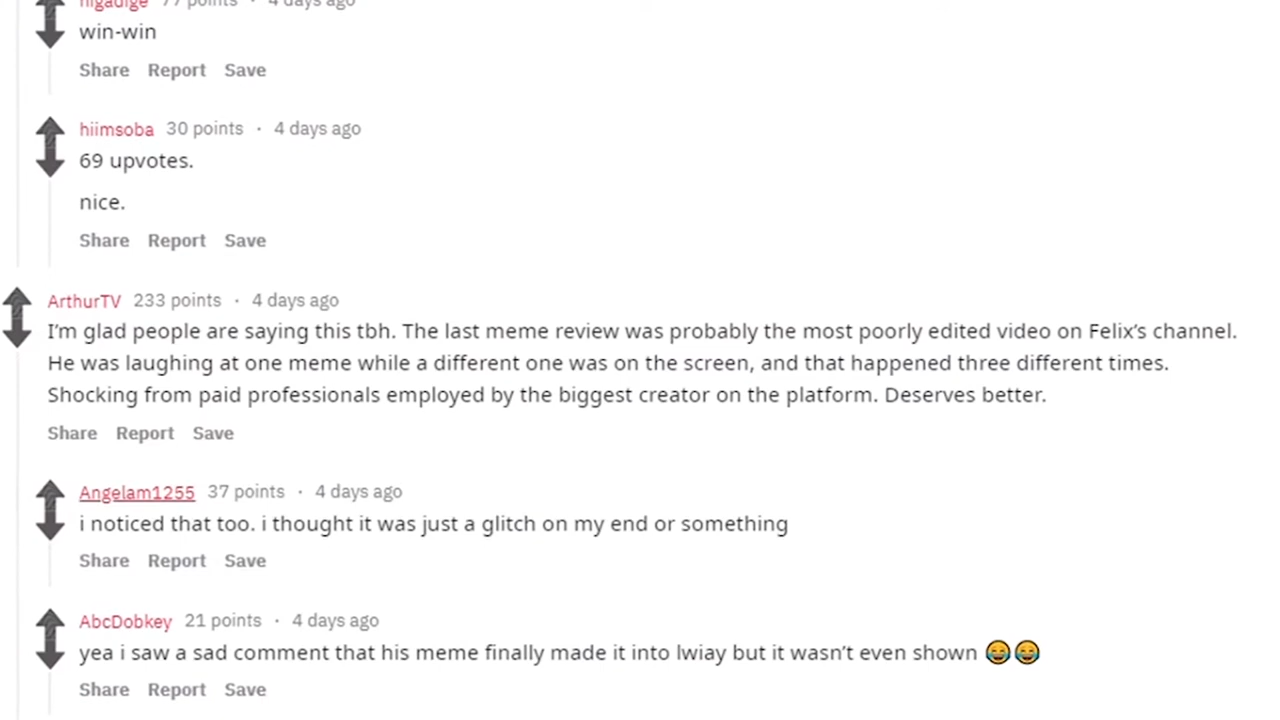 higadige 77 points · 4 days ago
win-win
Share Report Save
hiimsoba 30 points · 4 days ago
69 upvotes.
nice.
Share Report Save
ArthurTV 233 points · 4 days ago
I'm glad people are saying this tbh. The last meme review was probably the most poorly edited video on Felix's channel.
He was laughing at one meme while a different one was on the screen, and that happened three different times.
Shocking from paid professionals employed by the biggest creator on the platform. Deserves better.
Share Report Save
Angelam1255 37 points · 4 days ago
i noticed that too. i thought it was just a glitch on my end or something
Share Report Save
AbcDobkey 21 points · 4 days ago
yea i saw a sad comment that his meme finally made it into lwiay but it wasn't even shown 😂😂
Share Report Save